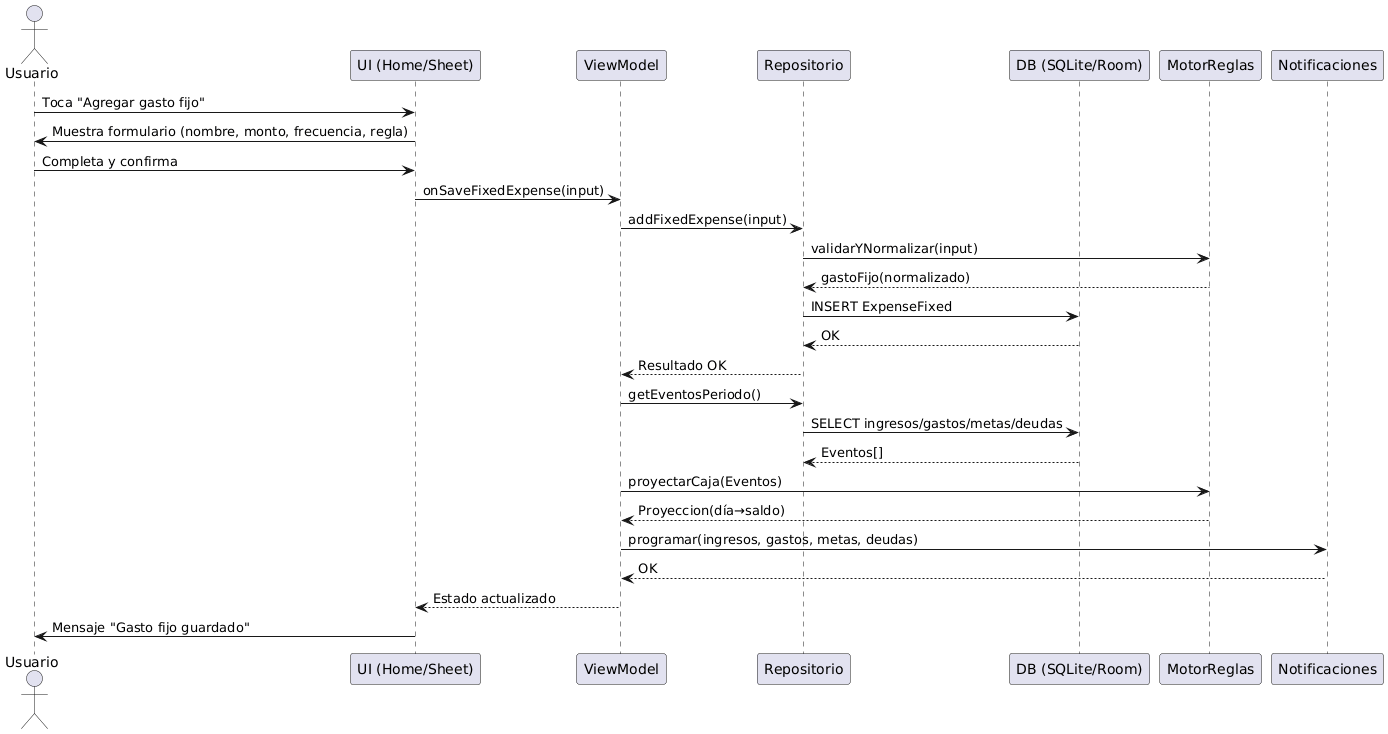 Usuario
UI (Home/Sheet)
ViewModel
Repositorio
DB (SQLite/Room)
MotorReglas
Notificaciones
Toca "Agregar gasto fijo"
Muestra formulario (nombre, monto, frecuencia, regla)
Completa y confirma
onSaveFixedExpense(input)
addFixedExpense(input)
validarYNormalizar(input)
gastoFijo(normalizado)
INSERT ExpenseFixed
OK
Resultado OK
getEventosPeriodo()
SELECT ingresos/gastos/metas/deudas
Eventos[]
proyectarCaja(Eventos)
Proyeccion(día→saldo)
programar(ingresos, gastos, metas, deudas)
OK
Estado actualizado
Mensaje "Gasto fijo guardado"
Usuario
UI (Home/Sheet)
ViewModel
Repositorio
DB (SQLite/Room)
MotorReglas
Notificaciones